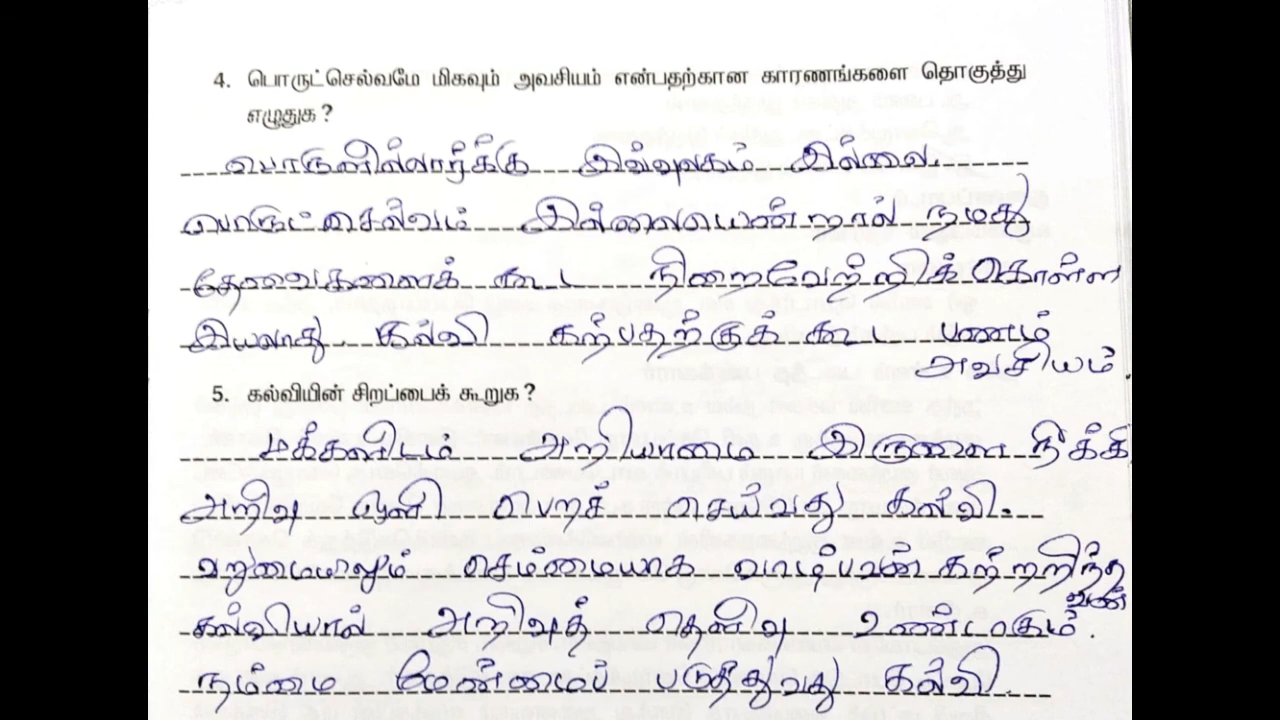 4. பொருட்செல்வமே மிகவும் அவசியம் என்பதற்கான காரணங்களை தொகுத்து
எழுதுக ?
பொருளில்லார்க்கு இவ்வுலகம் இல்லை.
பொருட்செல்வம் இல்லையென்றால் நமது
தேவைகளைக் கூட நிறைவேற்றிக் கொள்ள
இயலாது. கல்வி கற்பதற்குக் கூட பணம்
அவசியம்.
5. கல்வியின் சிறப்பைக் கூறுக ?
மக்களிடம் அறியாமை இருளை நீக்கி
அறிவு ஒளி பெறச் செய்வது கல்வி.
வறுமையிலும் செம்மையாக வாழ்பவன் கற்றறிந்த
வன்
கல்வியால் அறிவுத் தெளிவு உண்டாகும்.
நம்மை மேன்மைப் படுத்துவது கல்வி.